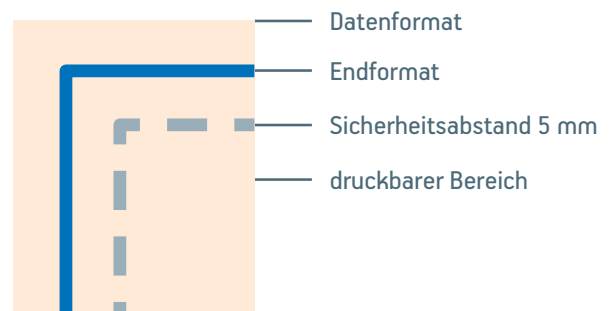 Datenformat
Endformat
Sicherheitsabstand 5 mm
druckbarer Bereich